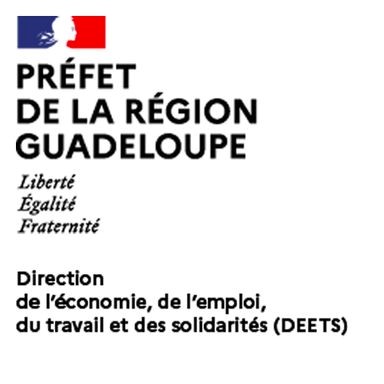 PRÉFET
DE LA RÉGION
GUADELOUPE
Liberté
Égalité
Fraternité
Direction
de l'économie, de l'emploi,
du travail et des solidarités (DEETS)